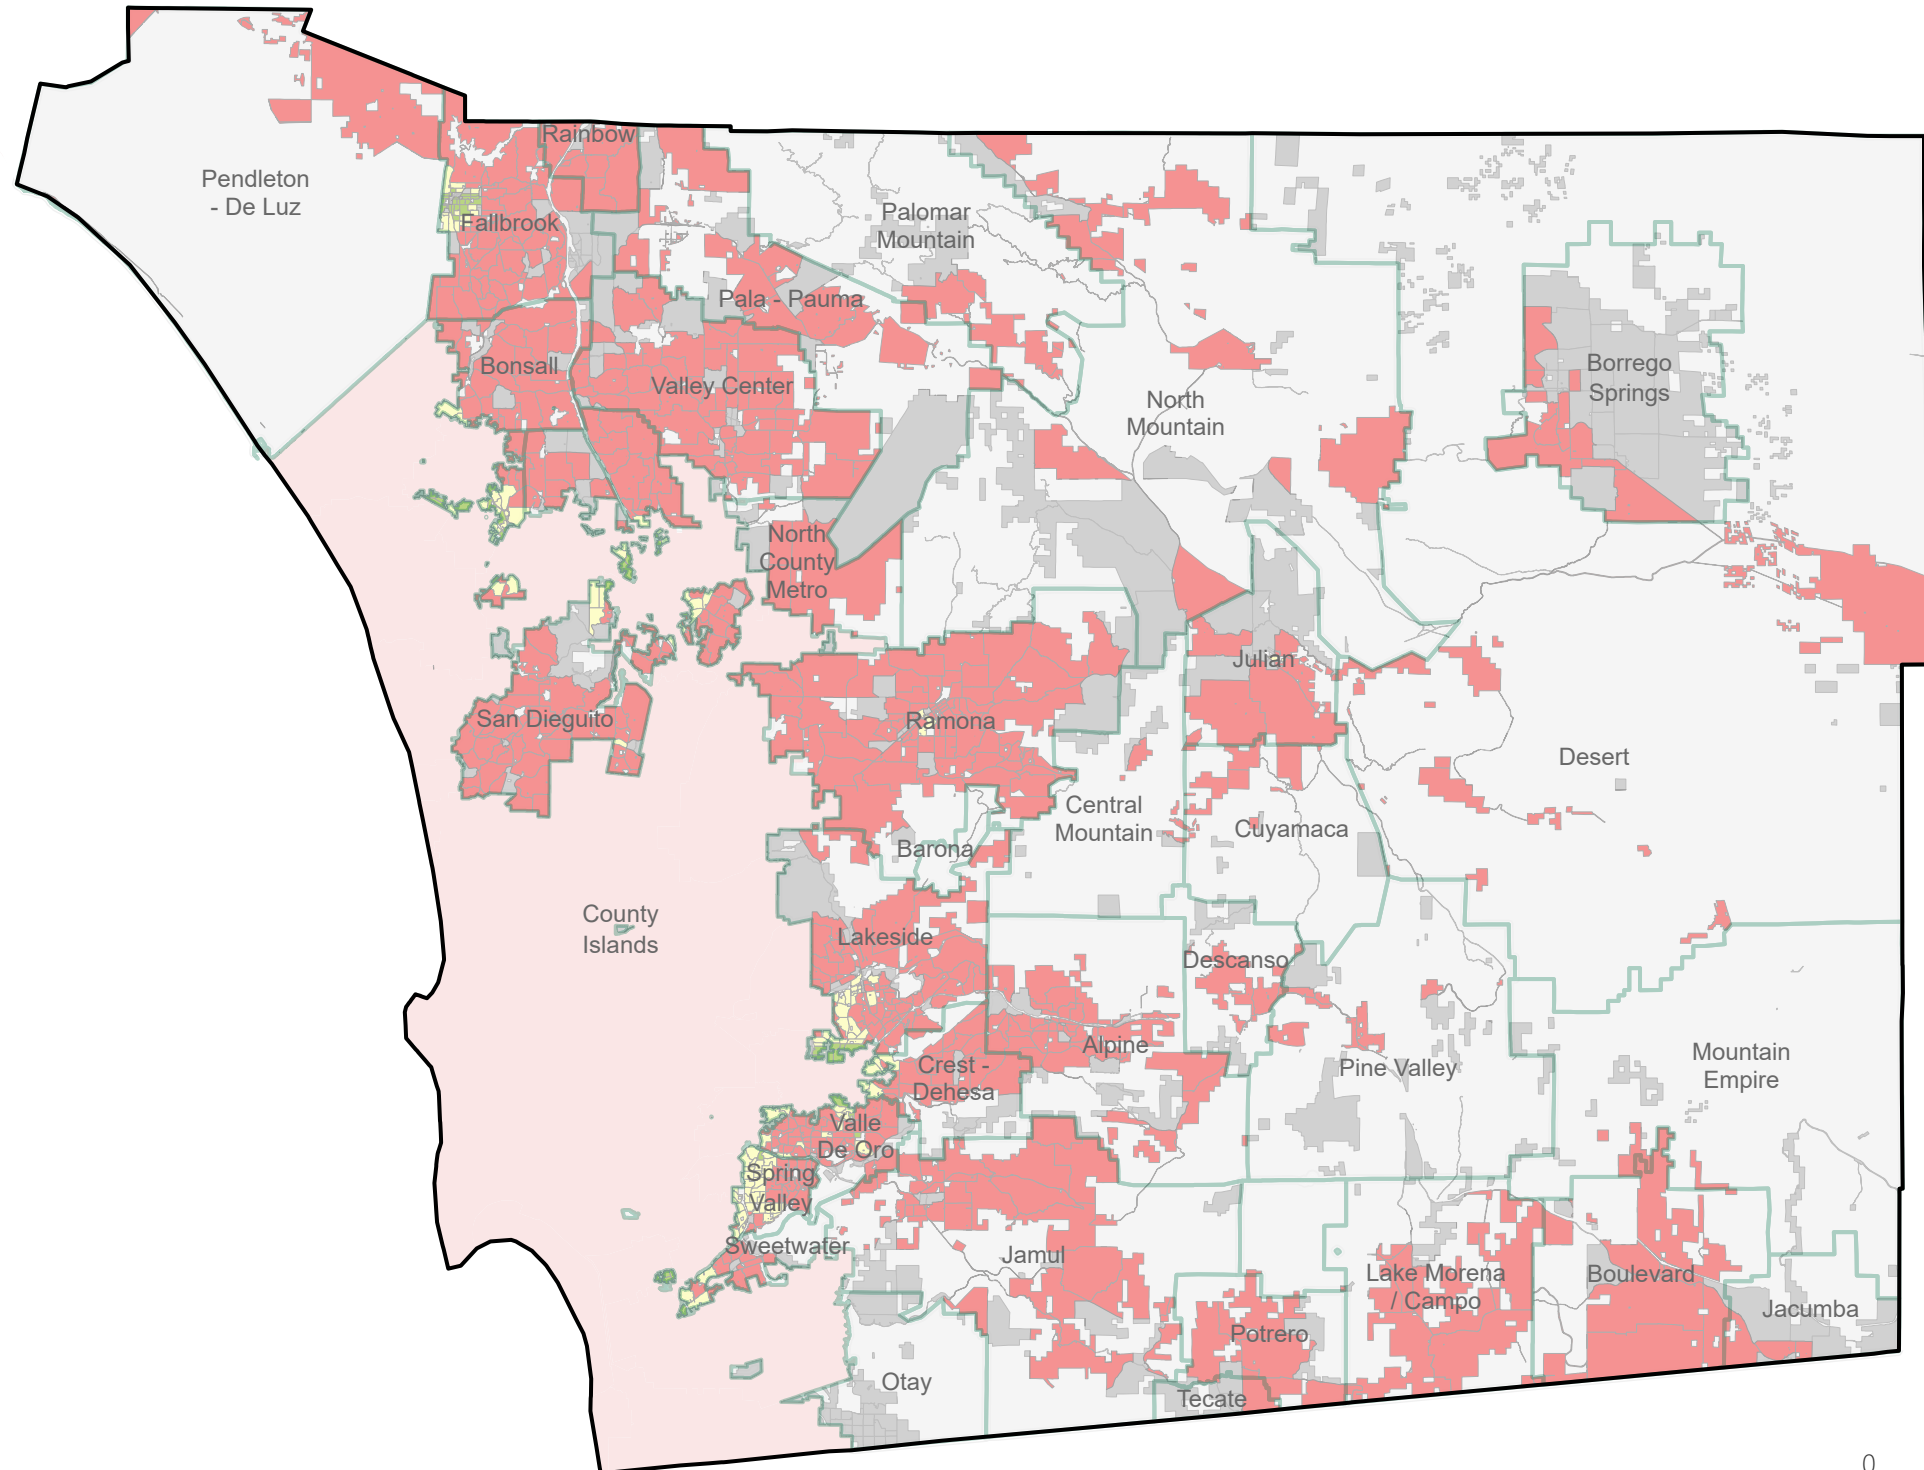 Rainbow
Pendleton
- De Luz
Fallbrook
Palomar
Mountain
Pala - Pauma
Bonsall
Valley Center
Borrego
Springs
North
Mountain
North
County
Metro
Julian
San Dieguito
Ramona
Desert
Central
Mountain
Cuyamaca
Barona
County
Islands
Lakeside
Descanso
Alpine
Crest -
Dehesa
Pine Valley
Mountain
Empire
Valle
De Oro
Spring
Valley
Sweetwater
Jamul
Lake Morena
/ Campo
Boulevard
Jacumba
Potrero
Otay
Tecate
0